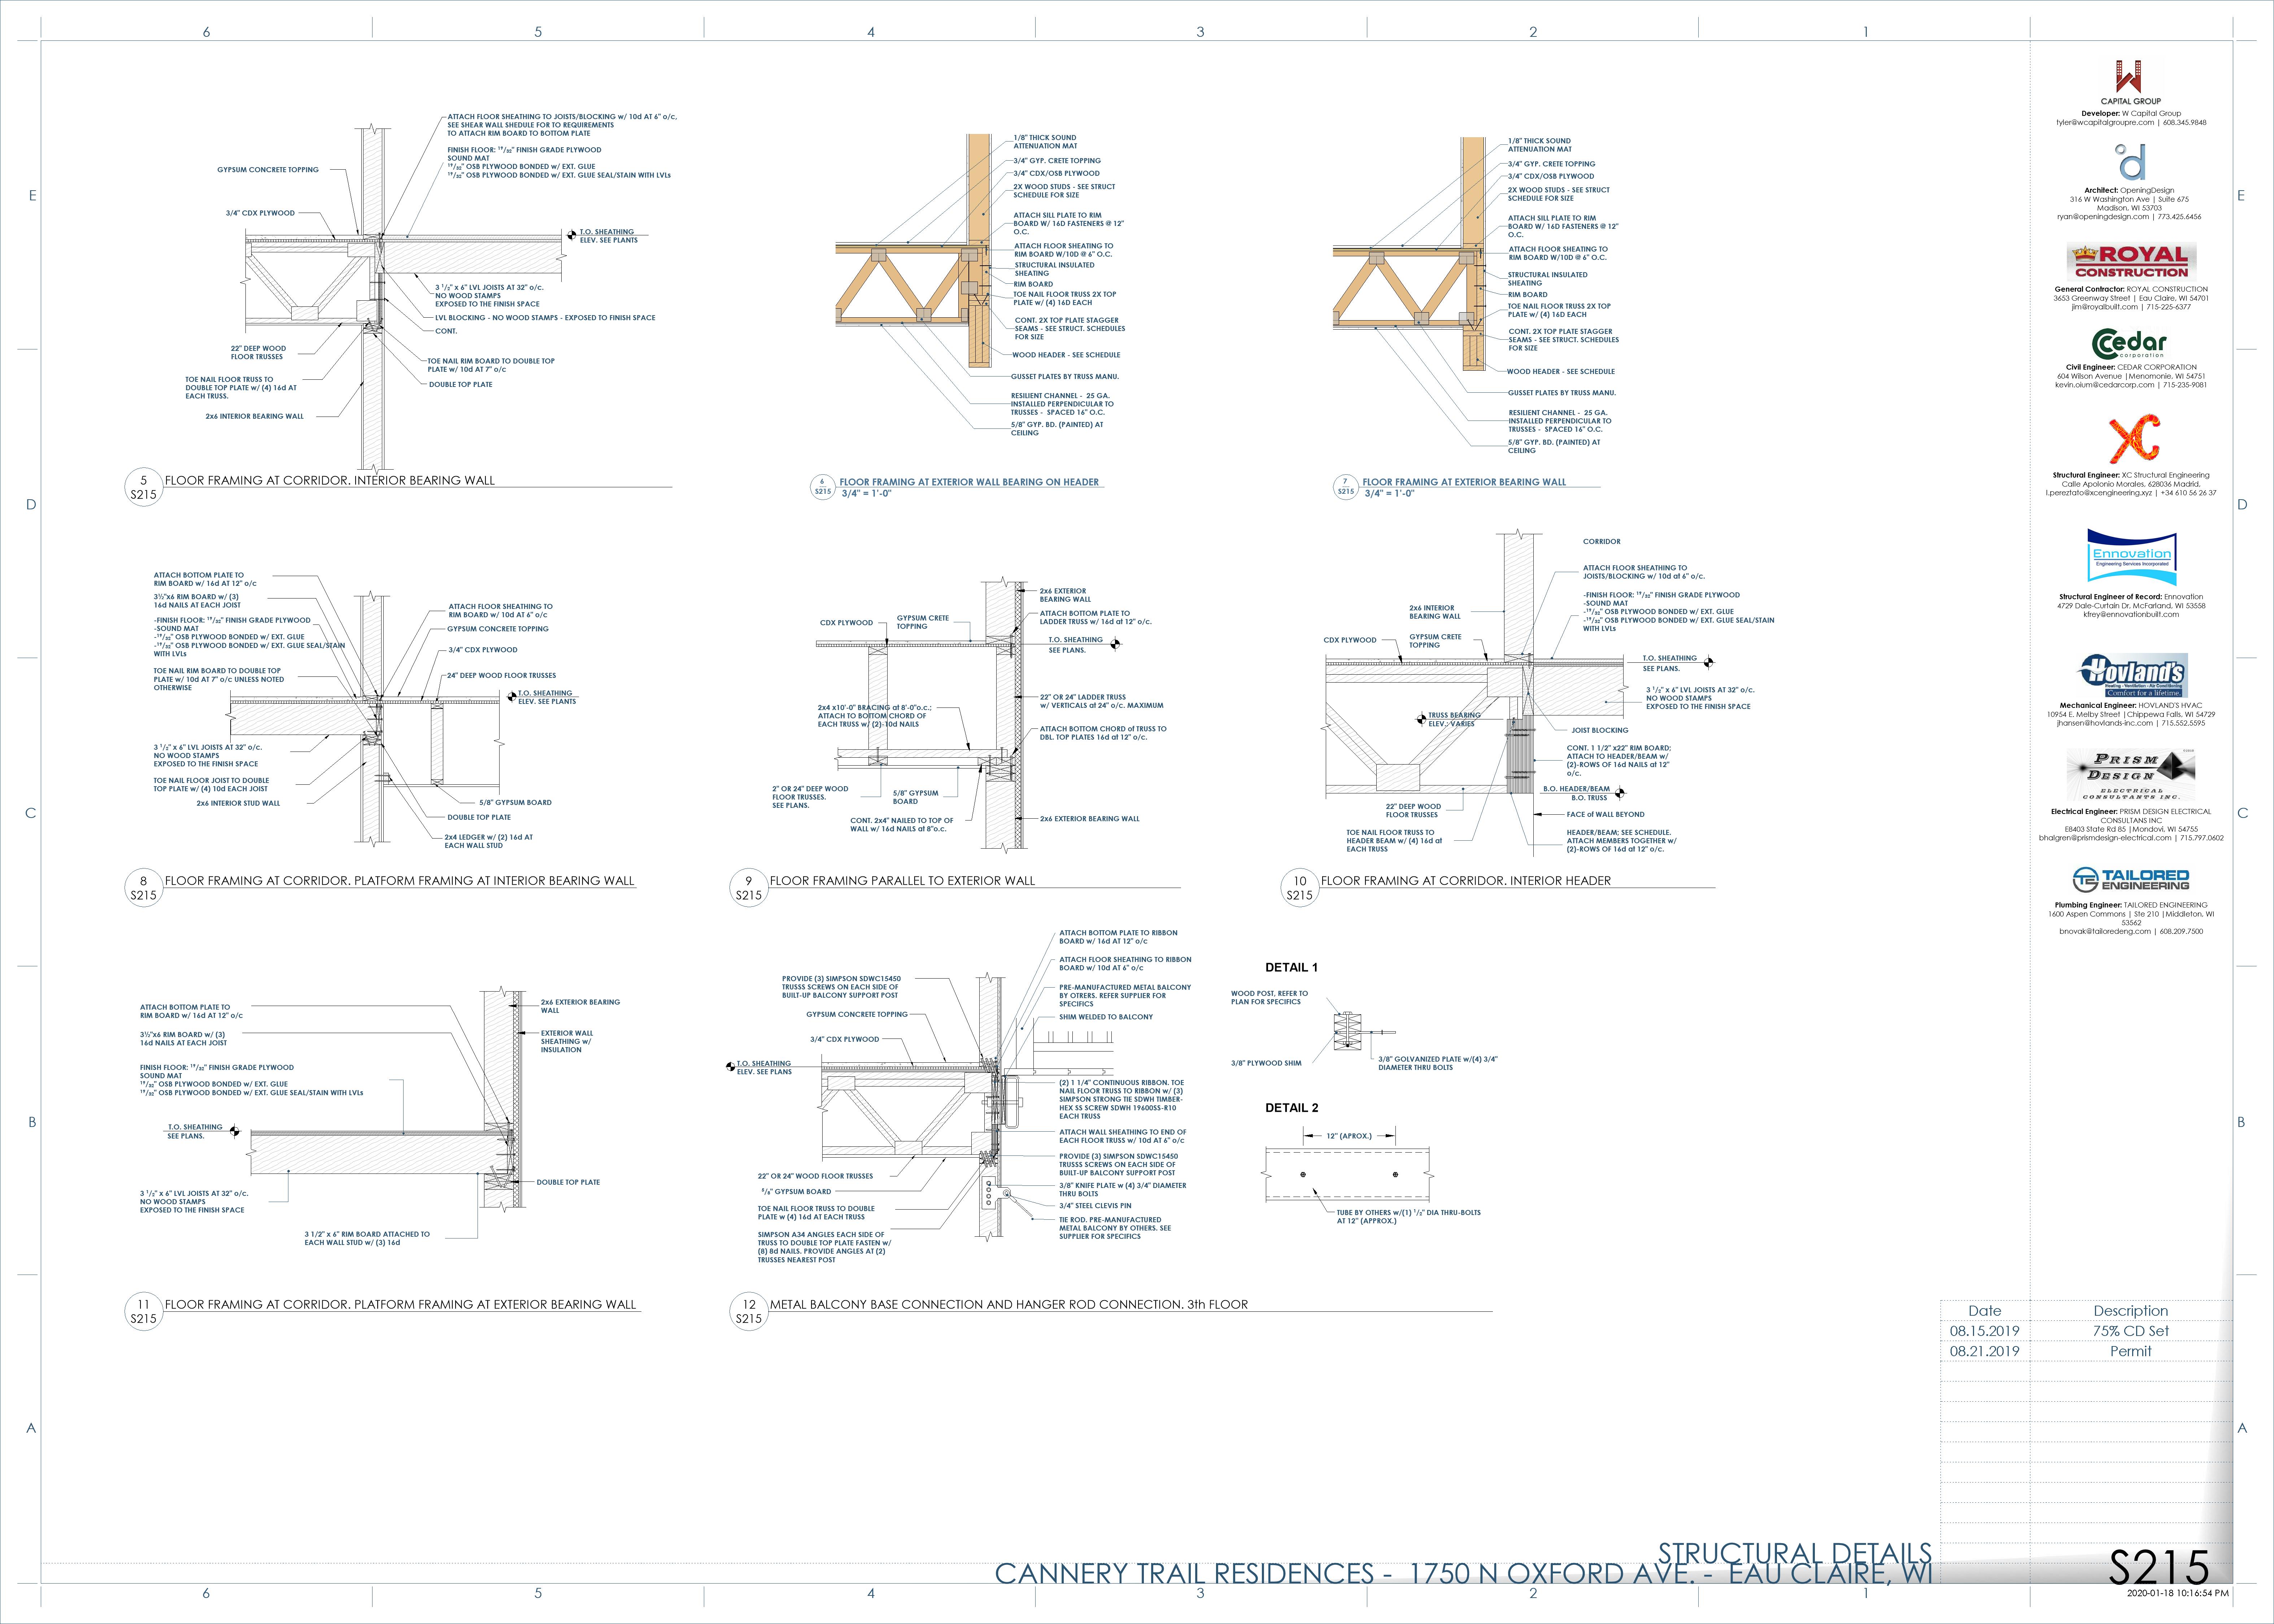 6
5
4
3
2
1
E
D
C
B
A
ATTACH FLOOR SHEATHING TO JOISTS/BLOCKING w/ 10d AT 6" o/c,
SEE SHEAR WALL SHEDULE FOR TO REQUIREMENTS
TO ATTACH RIM BOARD TO BOTTOM PLATE
FINISH FLOOR: 19/32" FINISH GRADE PLYWOOD
SOUND MAT
19/32" OSB PLYWOOD BONDED w/ EXT. GLUE
19/32" OSB PLYWOOD BONDED w/ EXT. GLUE SEAL/STAIN WITH LVLs
GYPSUM CONCRETE TOPPING
3/4" CDX PLYWOOD
T.O. SHEATHING
ELEV. SEE PLANTS
3 1/2" x 6" LVL JOISTS AT 32" o/c.
NO WOOD STAMPS
EXPOSED TO THE FINISH SPACE
LVL BLOCKING - NO WOOD STAMPS - EXPOSED TO FINISH SPACE
CONT.
22" DEEP WOOD
FLOOR TRUSSES
TOE NAIL RIM BOARD TO DOUBLE TOP
PLATE w/ 10d AT 7" o/c
DOUBLE TOP PLATE
TOE NAIL FLOOR TRUSS TO
DOUBLE TOP PLATE w/ (4) 16d AT
EACH TRUSS.
2x6 INTERIOR BEARING WALL
5
S215
FLOOR FRAMING AT CORRIDOR. INTERIOR BEARING WALL
1/8" THICK SOUND
ATTENUATION MAT
3/4" GYP. CRETE TOPPING
3/4" CDX/OSB PLYWOOD
2X WOOD STUDS - SEE STRUCT
SCHEDULE FOR SIZE
ATTACH SILL PLATE TO RIM
BOARD W/ 16D FASTENERS @ 12"
O.C.
ATTACH FLOOR SHEATING TO
RIM BOARD W/10D @ 6" O.C.
STRUCTURAL INSULATED
SHEATING
RIM BOARD
TOE NAIL FLOOR TRUSS 2X TOP
PLATE w/ (4) 16D EACH
CONT. 2X TOP PLATE STAGGER
SEAMS - SEE STRUCT. SCHEDULES
FOR SIZE
WOOD HEADER - SEE SCHEDULE
GUSSET PLATES BY TRUSS MANU.
RESILIENT CHANNEL - 25 GA.
INSTALLED PERPENDICULAR TO
TRUSSES - SPACED 16" O.C.
5/8" GYP. BD. (PAINTED) AT
CEILING
6
S215
FLOOR FRAMING AT EXTERIOR WALL BEARING ON HEADER
3/4" = 1'-0"
1/8" THICK SOUND
ATTENUATION MAT
3/4" GYP. CRETE TOPPING
3/4" CDX/OSB PLYWOOD
2X WOOD STUDS - SEE STRUCT
SCHEDULE FOR SIZE
ATTACH SILL PLATE TO RIM
BOARD W/ 16D FASTENERS @ 12"
O.C.
ATTACH FLOOR SHEATING TO
RIM BOARD W/10D @ 6" O.C.
STRUCTURAL INSULATED
SHEATING
RIM BOARD
TOE NAIL FLOOR TRUSS 2X TOP
PLATE w/ (4) 16D EACH
CONT. 2X TOP PLATE STAGGER
SEAMS - SEE STRUCT. SCHEDULES
FOR SIZE
WOOD HEADER - SEE SCHEDULE
GUSSET PLATES BY TRUSS MANU.
RESILIENT CHANNEL - 25 GA.
INSTALLED PERPENDICULAR TO
TRUSSES - SPACED 16" O.C.
5/8" GYP. BD. (PAINTED) AT
CEILING
7
S215
FLOOR FRAMING AT EXTERIOR BEARING WALL
3/4" = 1'-0"
ATTACH BOTTOM PLATE TO
RIM BOARD w/ 16d AT 12" o/c
3½"x6 RIM BOARD w/ (3)
16d NAILS AT EACH JOIST
-FINISH FLOOR: 19/32" FINISH GRADE PLYWOOD
-SOUND MAT
-19/32" OSB PLYWOOD BONDED w/ EXT. GLUE
-19/32" OSB PLYWOOD BONDED w/ EXT. GLUE SEAL/STAIN
WITH LVLs
TOE NAIL RIM BOARD TO DOUBLE TOP
PLATE w/ 10d AT 7" o/c UNLESS NOTED
OTHERWISE
ATTACH FLOOR SHEATHING TO
RIM BOARD w/ 10d AT 6" o/c
GYPSUM CONCRETE TOPPING
3/4" CDX PLYWOOD
24" DEEP WOOD FLOOR TRUSSES
T.O. SHEATHING
ELEV. SEE PLANTS
3 1/2" x 6" LVL JOISTS AT 32" o/c.
NO WOOD STAMPS
EXPOSED TO THE FINISH SPACE
TOE NAIL FLOOR JOIST TO DOUBLE
TOP PLATE w/ (4) 10d EACH JOIST
2x6 INTERIOR STUD WALL
5/8" GYPSUM BOARD
DOUBLE TOP PLATE
2x4 LEDGER w/ (2) 16d AT
EACH WALL STUD
8
S215
FLOOR FRAMING AT CORRIDOR. PLATFORM FRAMING AT INTERIOR BEARING WALL
2x6 EXTERIOR
BEARING WALL
ATTACH BOTTOM PLATE TO
LADDER TRUSS w/ 16d at 12" o/c.
CDX PLYWOOD
GYPSUM CRETE
TOPPING
T.O. SHEATHING
SEE PLANS.
22" OR 24" LADDER TRUSS
w/ VERTICALS at 24" o/c. MAXIMUM
2x4 x10'-0" BRACING at 8'-0"o.c.;
ATTACH TO BOTTOM CHORD OF
EACH TRUSS w/ (2)-10d NAILS
ATTACH BOTTOM CHORD of TRUSS TO
DBL. TOP PLATES 16d at 12" o/c.
2" OR 24" DEEP WOOD
FLOOR TRUSSES.
SEE PLANS.
5/8" GYPSUM
BOARD
CONT. 2x4" NAILED TO TOP OF
WALL w/ 16d NAILS at 8"o.c.
2x6 EXTERIOR BEARING WALL
9
S215
FLOOR FRAMING PARALLEL TO EXTERIOR WALL
CORRIDOR
ATTACH FLOOR SHEATHING TO
JOISTS/BLOCKING w/ 10d at 6" o/c.
-FINISH FLOOR: 19/32" FINISH GRADE PLYWOOD
-SOUND MAT
-19/32" OSB PLYWOOD BONDED w/ EXT. GLUE
-19/32" OSB PLYWOOD BONDED w/ EXT. GLUE SEAL/STAIN
WITH LVLs
2x6 INTERIOR
BEARING WALL
CDX PLYWOOD
GYPSUM CRETE
TOPPING
T.O. SHEATHING
SEE PLANS.
3 1/2" x 6" LVL JOISTS AT 32" o/c.
NO WOOD STAMPS
EXPOSED TO THE FINISH SPACE
TRUSS BEARING
ELEV.: VARIES
JOIST BLOCKING
CONT. 1 1/2" x22" RIM BOARD;
ATTACH TO HEADER/BEAM w/
(2)-ROWS OF 16d NAILS at 12"
o/c.
B.O. HEADER/BEAM
B.O. TRUSS
22" DEEP WOOD
FLOOR TRUSSES
FACE of WALL BEYOND
TOE NAIL FLOOR TRUSS TO
HEADER BEAM w/ (4) 16d at
EACH TRUSS
HEADER/BEAM; SEE SCHEDULE.
ATTACH MEMBERS TOGETHER w/
(2)-ROWS OF 16d at 12" o/c.
10
S215
FLOOR FRAMING AT CORRIDOR. INTERIOR HEADER
ATTACH BOTTOM PLATE TO
RIM BOARD w/ 16d AT 12" o/c
3½"x6 RIM BOARD w/ (3)
16d NAILS AT EACH JOIST
FINISH FLOOR: 19/32" FINISH GRADE PLYWOOD
SOUND MAT
19/32" OSB PLYWOOD BONDED w/ EXT. GLUE
19/32" OSB PLYWOOD BONDED w/ EXT. GLUE SEAL/STAIN WITH LVLs
2x6 EXTERIOR BEARING
WALL
EXTERIOR WALL
SHEATHING w/
INSULATION
T.O. SHEATHING
SEE PLANS.
3 1/2" x 6" LVL JOISTS AT 32" o/c.
NO WOOD STAMPS
EXPOSED TO THE FINISH SPACE
DOUBLE TOP PLATE
3 1/2" x 6" RIM BOARD ATTACHED TO
EACH WALL STUD w/ (3) 16d
11
S215
FLOOR FRAMING AT CORRIDOR. PLATFORM FRAMING AT EXTERIOR BEARING WALL
PROVIDE (3) SIMPSON SDWC15450
TRUSSS SCREWS ON EACH SIDE OF
BUILT-UP BALCONY SUPPORT POST
GYPSUM CONCRETE TOPPING
3/4" CDX PLYWOOD
T.O. SHEATHING
ELEV. SEE PLANS
22" OR 24" WOOD FLOOR TRUSSES
5/8" GYPSUM BOARD
TOE NAIL FLOOR TRUSS TO DOUBLE
PLATE w (4) 16d AT EACH TRUSS
SIMPSON A34 ANGLES EACH SIDE OF
TRUSS TO DOUBLE TOP PLATE FASTEN w/
(8) 8d NAILS. PROVIDE ANGLES AT (2)
TRUSSES NEAREST POST
ATTACH BOTTOM PLATE TO RIBBON
BOARD w/ 16d AT 12" o/c
ATTACH FLOOR SHEATHING TO RIBBON
BOARD w/ 10d AT 6" o/c
PRE-MANUFACTURED METAL BALCONY
BY OTRERS. REFER SUPPLIER FOR
SPECIFICS
SHIM WELDED TO BALCONY
(2) 1 1/4" CONTINUOUS RIBBON. TOE
NAIL FLOOR TRUSS TO RIBBON w/ (3)
SIMPSON STRONG TIE SDWH TIMBER-
HEX SS SCREW SDWH 19600SS-R10
EACH TRUSS
ATTACH WALL SHEATHING TO END OF
EACH FLOOR TRUSS w/ 10d AT 6" o/c
PROVIDE (3) SIMPSON SDWC15450
TRUSSS SCREWS ON EACH SIDE OF
BUILT-UP BALCONY SUPPORT POST
3/8" KNIFE PLATE w (4) 3/4" DIAMETER
THRU BOLTS
3/4" STEEL CLEVIS PIN
TIE ROD. PRE-MANUFACTURED
METAL BALCONY BY OTHERS. SEE
SUPPLIER FOR SPECIFICS
12
S215
METAL BALCONY BASE CONNECTION AND HANGER ROD CONNECTION. 3th FLOOR
DETAIL 1
WOOD POST, REFER TO
PLAN FOR SPECIFICS
3/8" PLYWOOD SHIM
3/8" GOLVANIZED PLATE w/(4) 3/4"
DIAMETER THRU BOLTS
DETAIL 2
12" (APROX.)
TUBE BY OTHERS w/(1) 1/2" DIA THRU-BOLTS
AT 12" (APPROX.)
CAPITAL GROUP
Developer: W Capital Group
tyler@wcapitalgroupre.com | 608.345.9848
Architect: OpeningDesign
316 W Washington Ave | Suite 675
Madison, WI 53703
ryan@openingdesign.com | 773.425.6456
ROYAL
CONSTRUCTION
General Contractor: ROYAL CONSTRUCTION
3653 Greenway Street | Eau Claire, WI 54701
jim@royalbuilt.com | 715-225-6377
Cedar
corporation
Civil Engineer: CEDAR CORPORATION
604 Wilson Avenue |Menomonie, WI 54751
kevin.oium@cedarcorp.com | 715-235-9081
XC
Structural Engineer: XC Structural Engineering
Calle Apolonio Morales, 628036 Madrid,
l.pereztato@xcengineering.xyz | +34 610 56 26 37
Ennovation
Engineering Services Incorporated
Structural Engineer of Record: Ennovation
4729 Dale-Curtain Dr. McFarland, WI 53558
kfrey@ennovationbuilt.com
Hovland's
Heating · Ventilation · Air Conditioning
Comfort for a lifetime.
Mechanical Engineer: HOVLAND'S HVAC
10954 E. Melby Street |Chippewa Falls, WI 54729
jhansen@hovlands-inc.com | 715.552.5595
PRISM
DESIGN
ELECTRICAL
CONSULTANTS INC.
Electrical Engineer: PRISM DESIGN ELECTRICAL
CONSULTANS INC
E8403 State Rd 85 |Mondovi, WI 54755
bhalgren@prismdesign-electrical.com | 715.797.0602
TE TAILORED
ENGINEERING
Plumbing Engineer: TAILORED ENGINEERING
1600 Aspen Commons | Ste 210 |Middleton, WI
53562
bnovak@tailoredeng.com | 608.209.7500
Date Description
08.15.2019 75% CD Set
08.21.2019 Permit
STRUCTURAL DETAILS
CANNERY TRAIL RESIDENCES - 1750 N OXFORD AVE. - EAU CLAIRE, WI
S215
2020-01-18 10:16:54 PM
E
D
C
B
A
6
5
4
3
2
1